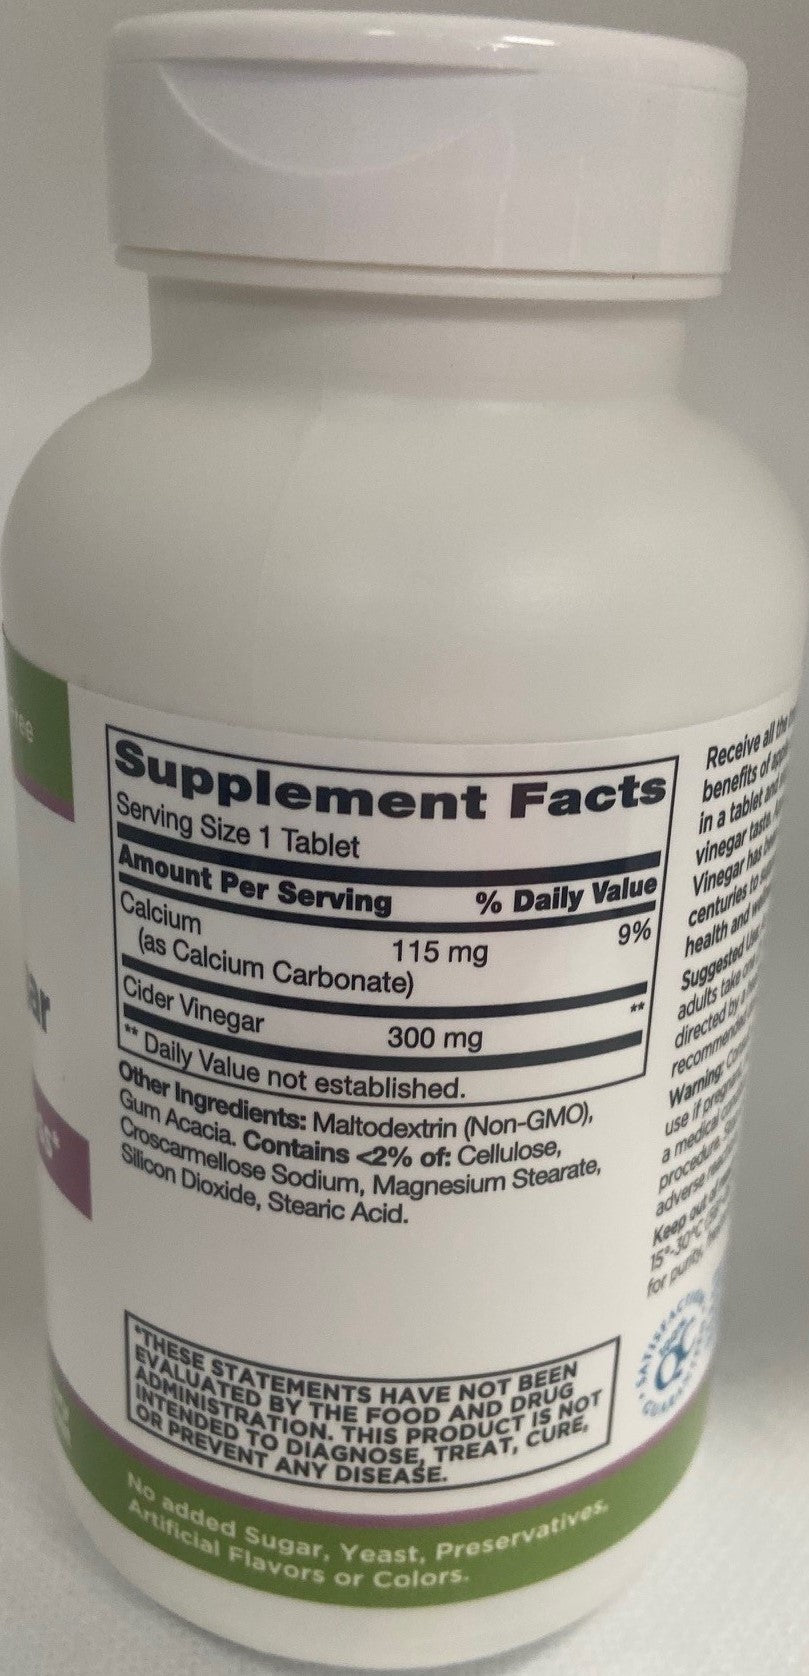 Supplement Facts
Serving Size 1 Tablet
Amount Per Serving % Daily Value
Calcium 115 mg 9%
(as Calcium Carbonate)
Cider Vinegar 300 mg **
** Daily Value not established.
Other Ingredients: Maltodextrin (Non-GMO),
Gum Acacia. Contains <2% of: Cellulose,
Croscarmellose Sodium, Magnesium Stearate,
Silicon Dioxide, Stearic Acid.
*THESE STATEMENTS HAVE NOT BEEN
EVALUATED BY THE FOOD AND DRUG
ADMINISTRATION. THIS PRODUCT IS NOT
INTENDED TO DIAGNOSE, TREAT, CURE,
OR PREVENT ANY DISEASE.
No added Sugar, Yeast, Preservatives,
Artificial Flavors or Colors.
Receive all the
benefits of
in a tablet and
vinegar taste.
Vinegar has
centuries to
health and
Suggested Use:
adults take
directed by a
Warning:
use if
a medical
procedure.
adverse
Keep out of
15°-30°C
for purity.
QC